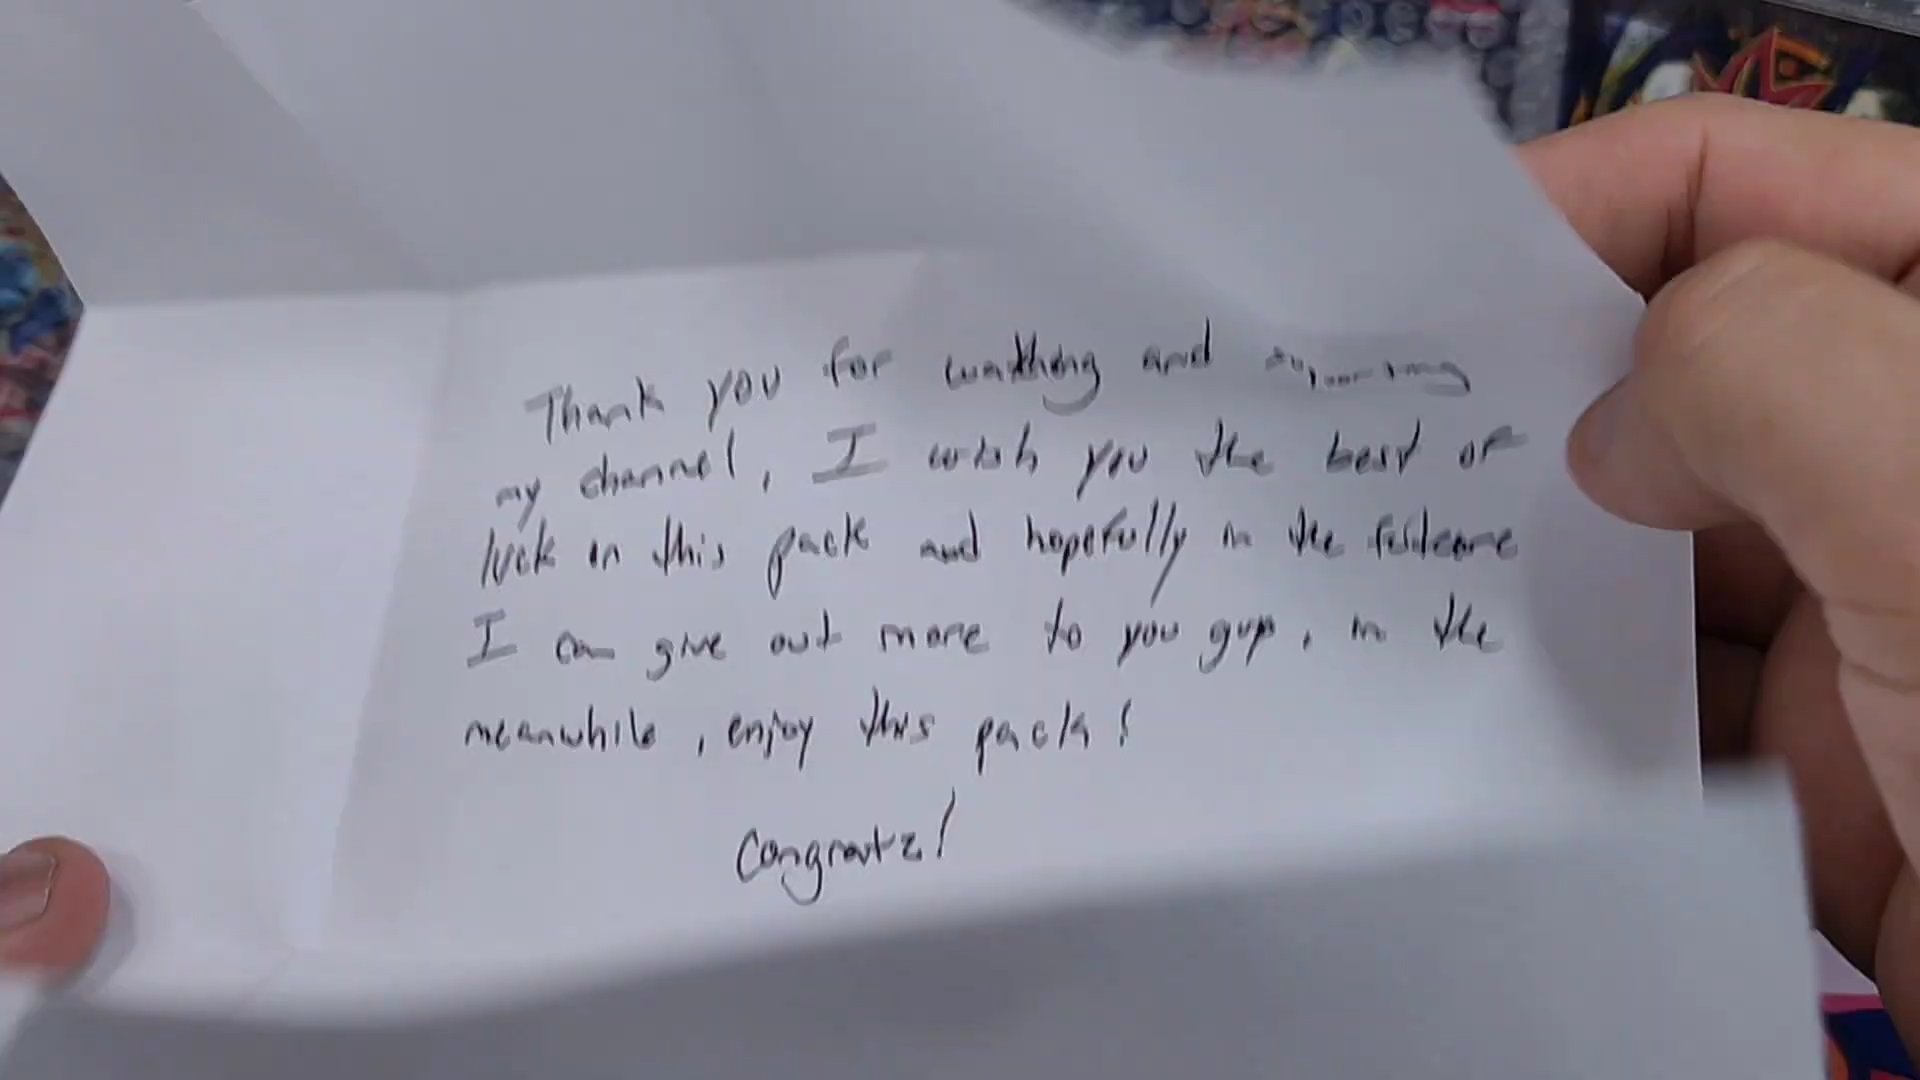 Thank you for watching and
my channel, I wish you the best of
luck on this pack and hopefully in the
I can give out more to you guys, in the
meanwhile, enjoy this pack!
Congratz!